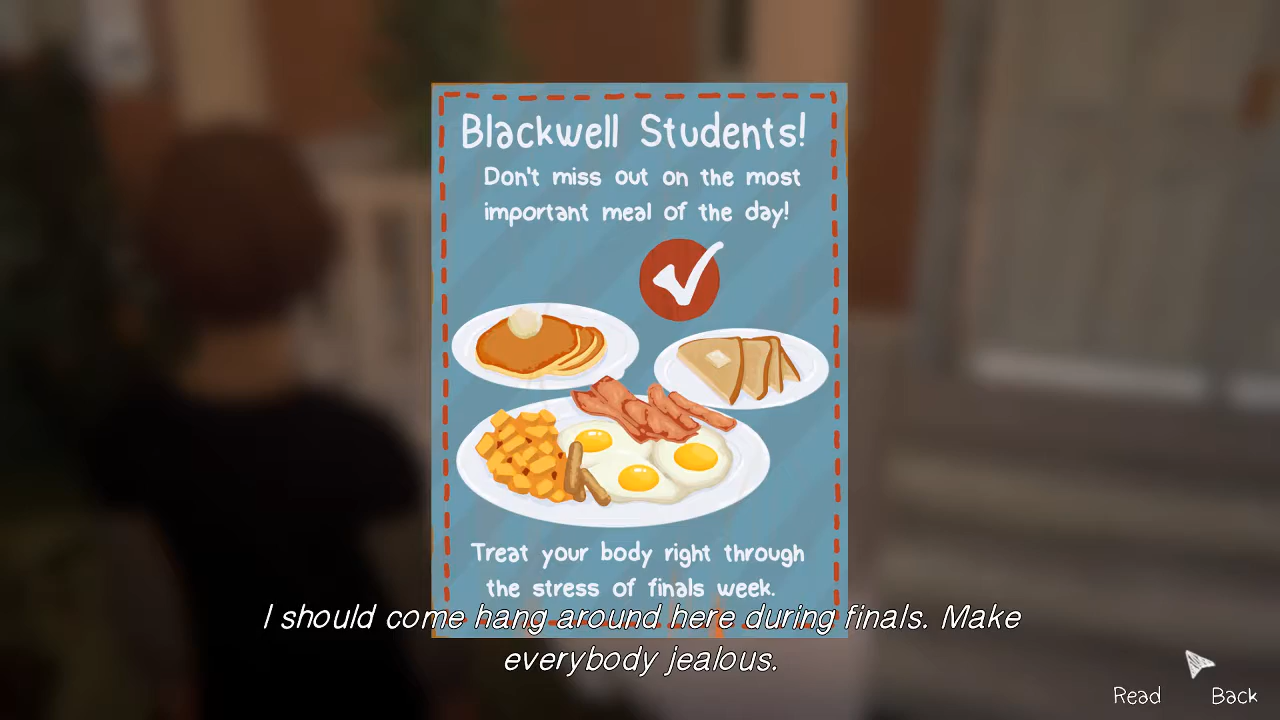 Blackwell Students!
Don't miss out on the most
important meal of the day!
Treat your body right through
the stress of finals week.
I should come hang around here during finals. Make
everybody jealous.
Read Back